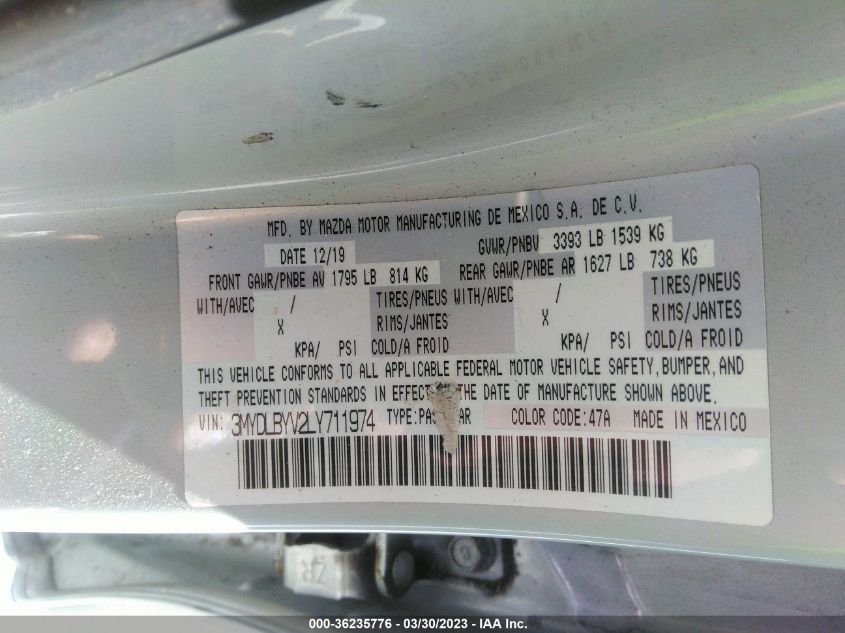 MFD. BY MAZDA MOTOR MANUFACTURING DE MEXICO S.A. DE C.V.
DATE 12/19 GVWR/PNBV 3393 LB 1539 KG
FRONT GAWR/PNBE AV 1795 LB 814 KG REAR GAWR/PNBE AR 1627 LB 738 KG
WITH/AVEC / TIRES/PNEUS WITH/AVEC / TIRES/PNEUS
X RIMS/JANTES X RIMS/JANTES
KPA/ PSI COLD/A FROID KPA/ PSI COLD/A FROID
THIS VEHICLE CONFORMS TO ALL APPLICABLE FEDERAL MOTOR VEHICLE SAFETY, BUMPER, AND
THEFT PREVENTION STANDARDS IN EFFECT THE DATE OF MANUFACTURE SHOWN ABOVE.
VIN: 3MYDLBYV2LY711974 TYPE: COLOR CODE:47A MADE IN MEXICO
ZR
000-36235776 - 03/30/2023 - IAA Inc.